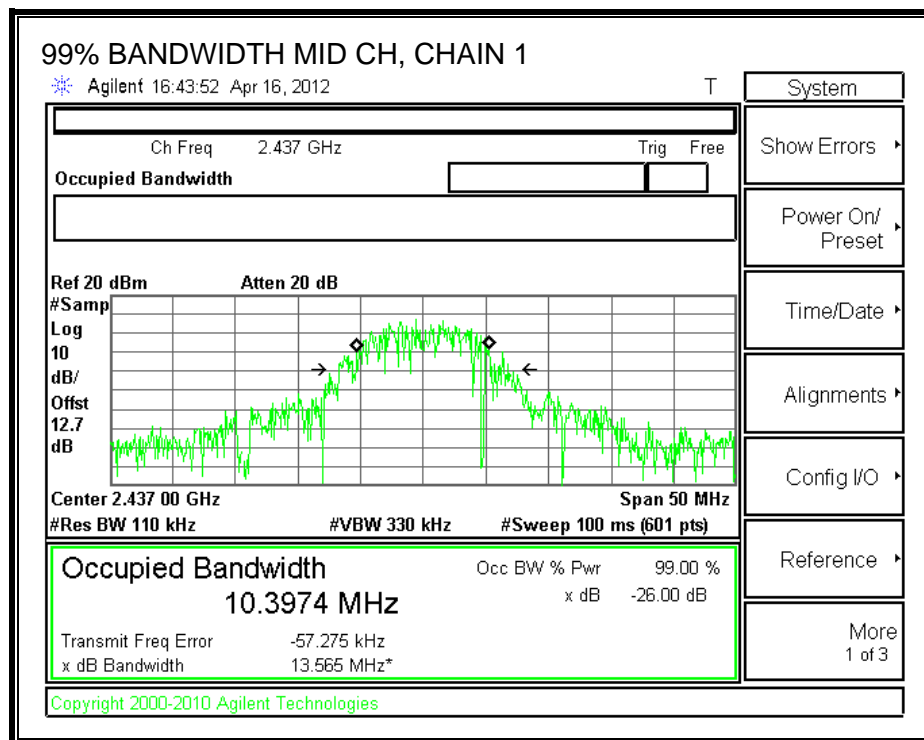 99% BANDWIDTH MID CH, CHAIN 1
Agilent 16:43:52 Apr 16, 2012 T
System
Ch Freq 2.437 GHz Trig Free
Show Errors
Occupied Bandwidth
Power On/
Preset
Ref 20 dBm Atten 20 dB
#Samp
Log
10
dB/
Offst
12.7
dB
Time/Date
Alignments
Config I/O
Center 2.437 00 GHz Span 50 MHz
#Res BW 110 kHz #VBW 330 kHz #Sweep 100 ms (601 pts)
Occupied Bandwidth Occ BW % Pwr 99.00 %
10.3974 MHz x dB -26.00 dB
Reference
Transmit Freq Error -57.275 kHz
x dB Bandwidth 13.565 MHz*
More
1 of 3
Copyright 2000-2010 Agilent Technologies